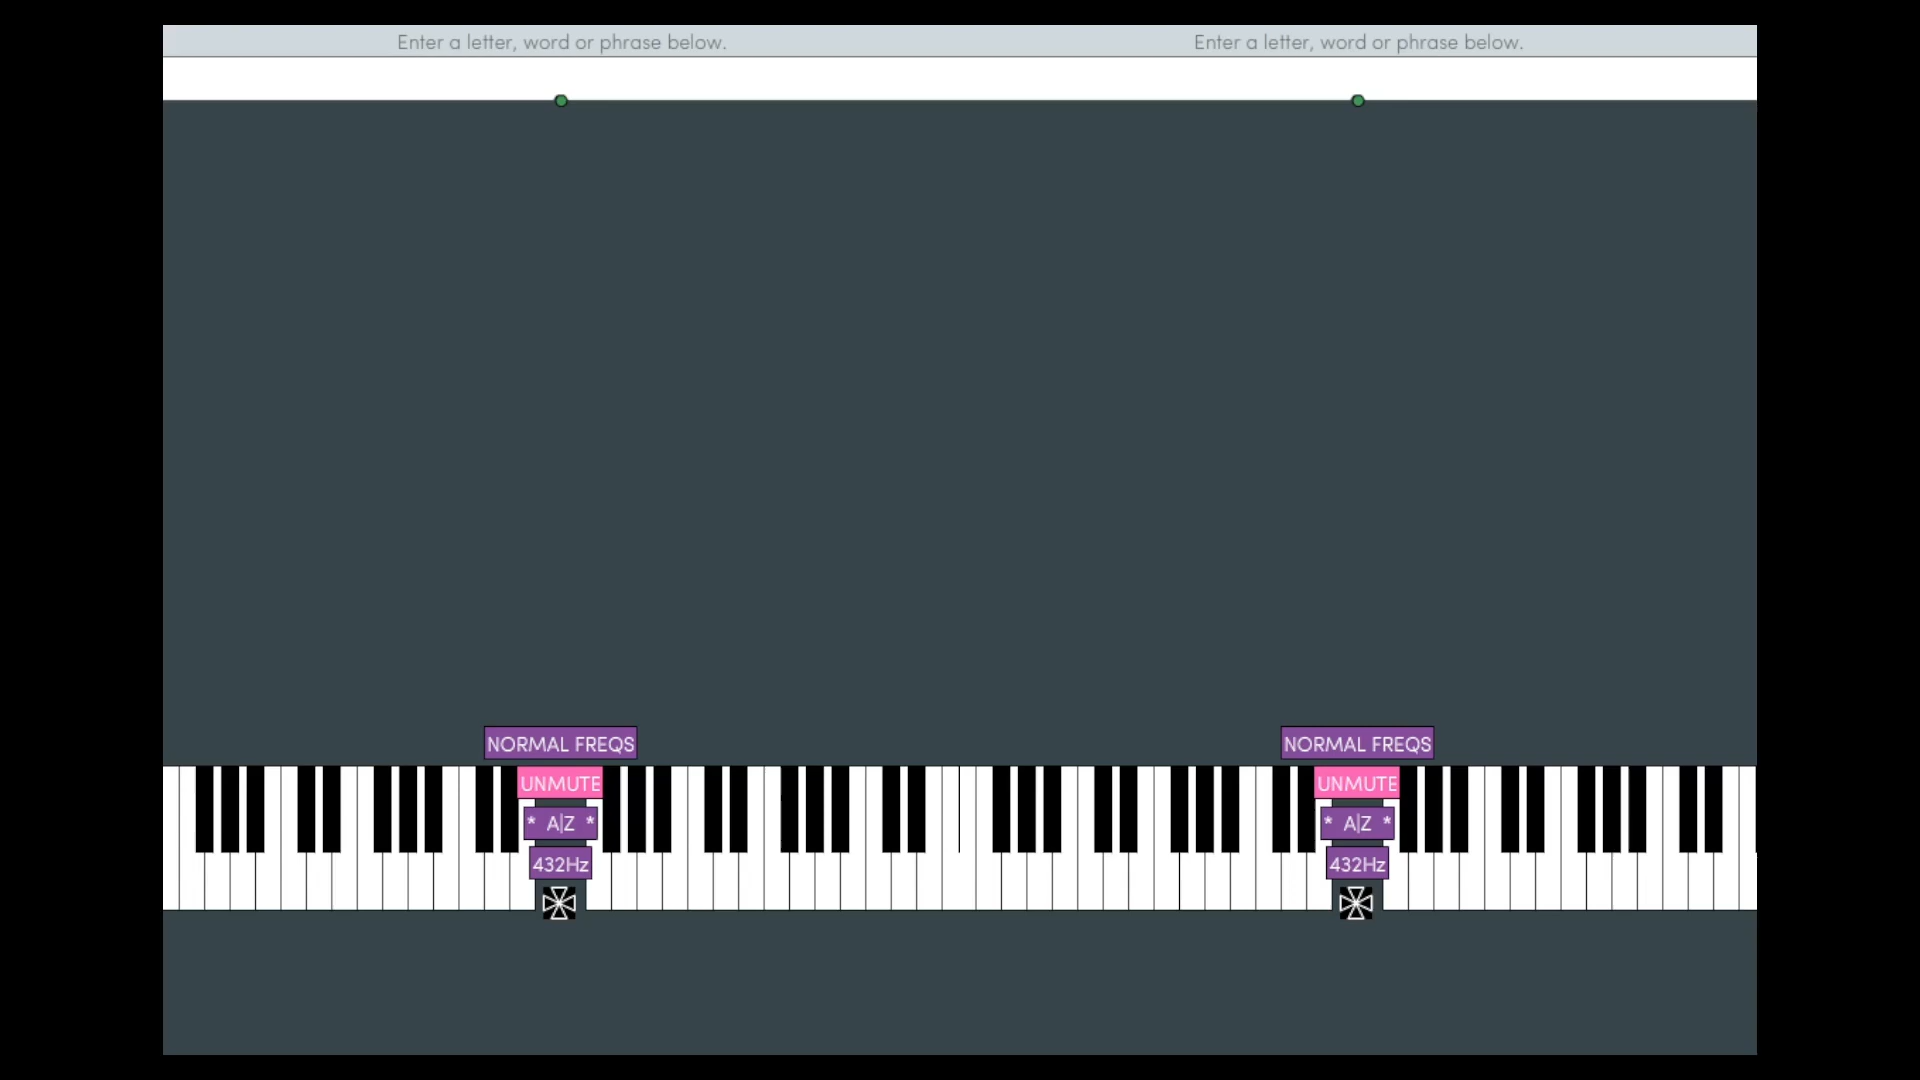 Enter a letter, word or phrase below.
Enter a letter, word or phrase below.
NORMAL FREQS
UNMUTE
* A|Z *
432Hz
NORMAL FREQS
UNMUTE
* A|Z *
432Hz